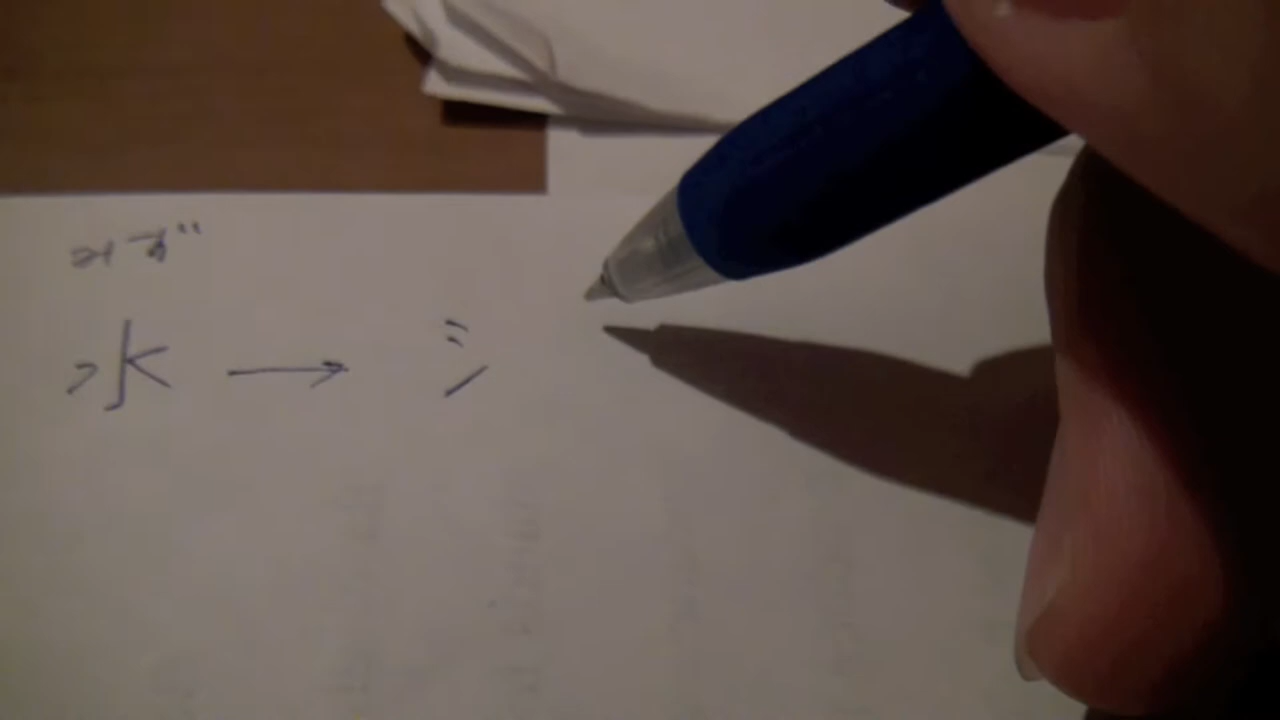 みず
水 → 氵